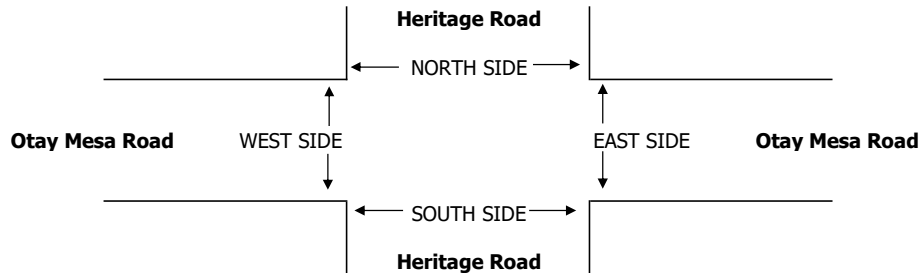 Heritage Road
NORTH SIDE
Otay Mesa Road WEST SIDE EAST SIDE Otay Mesa Road
SOUTH SIDE
Heritage Road